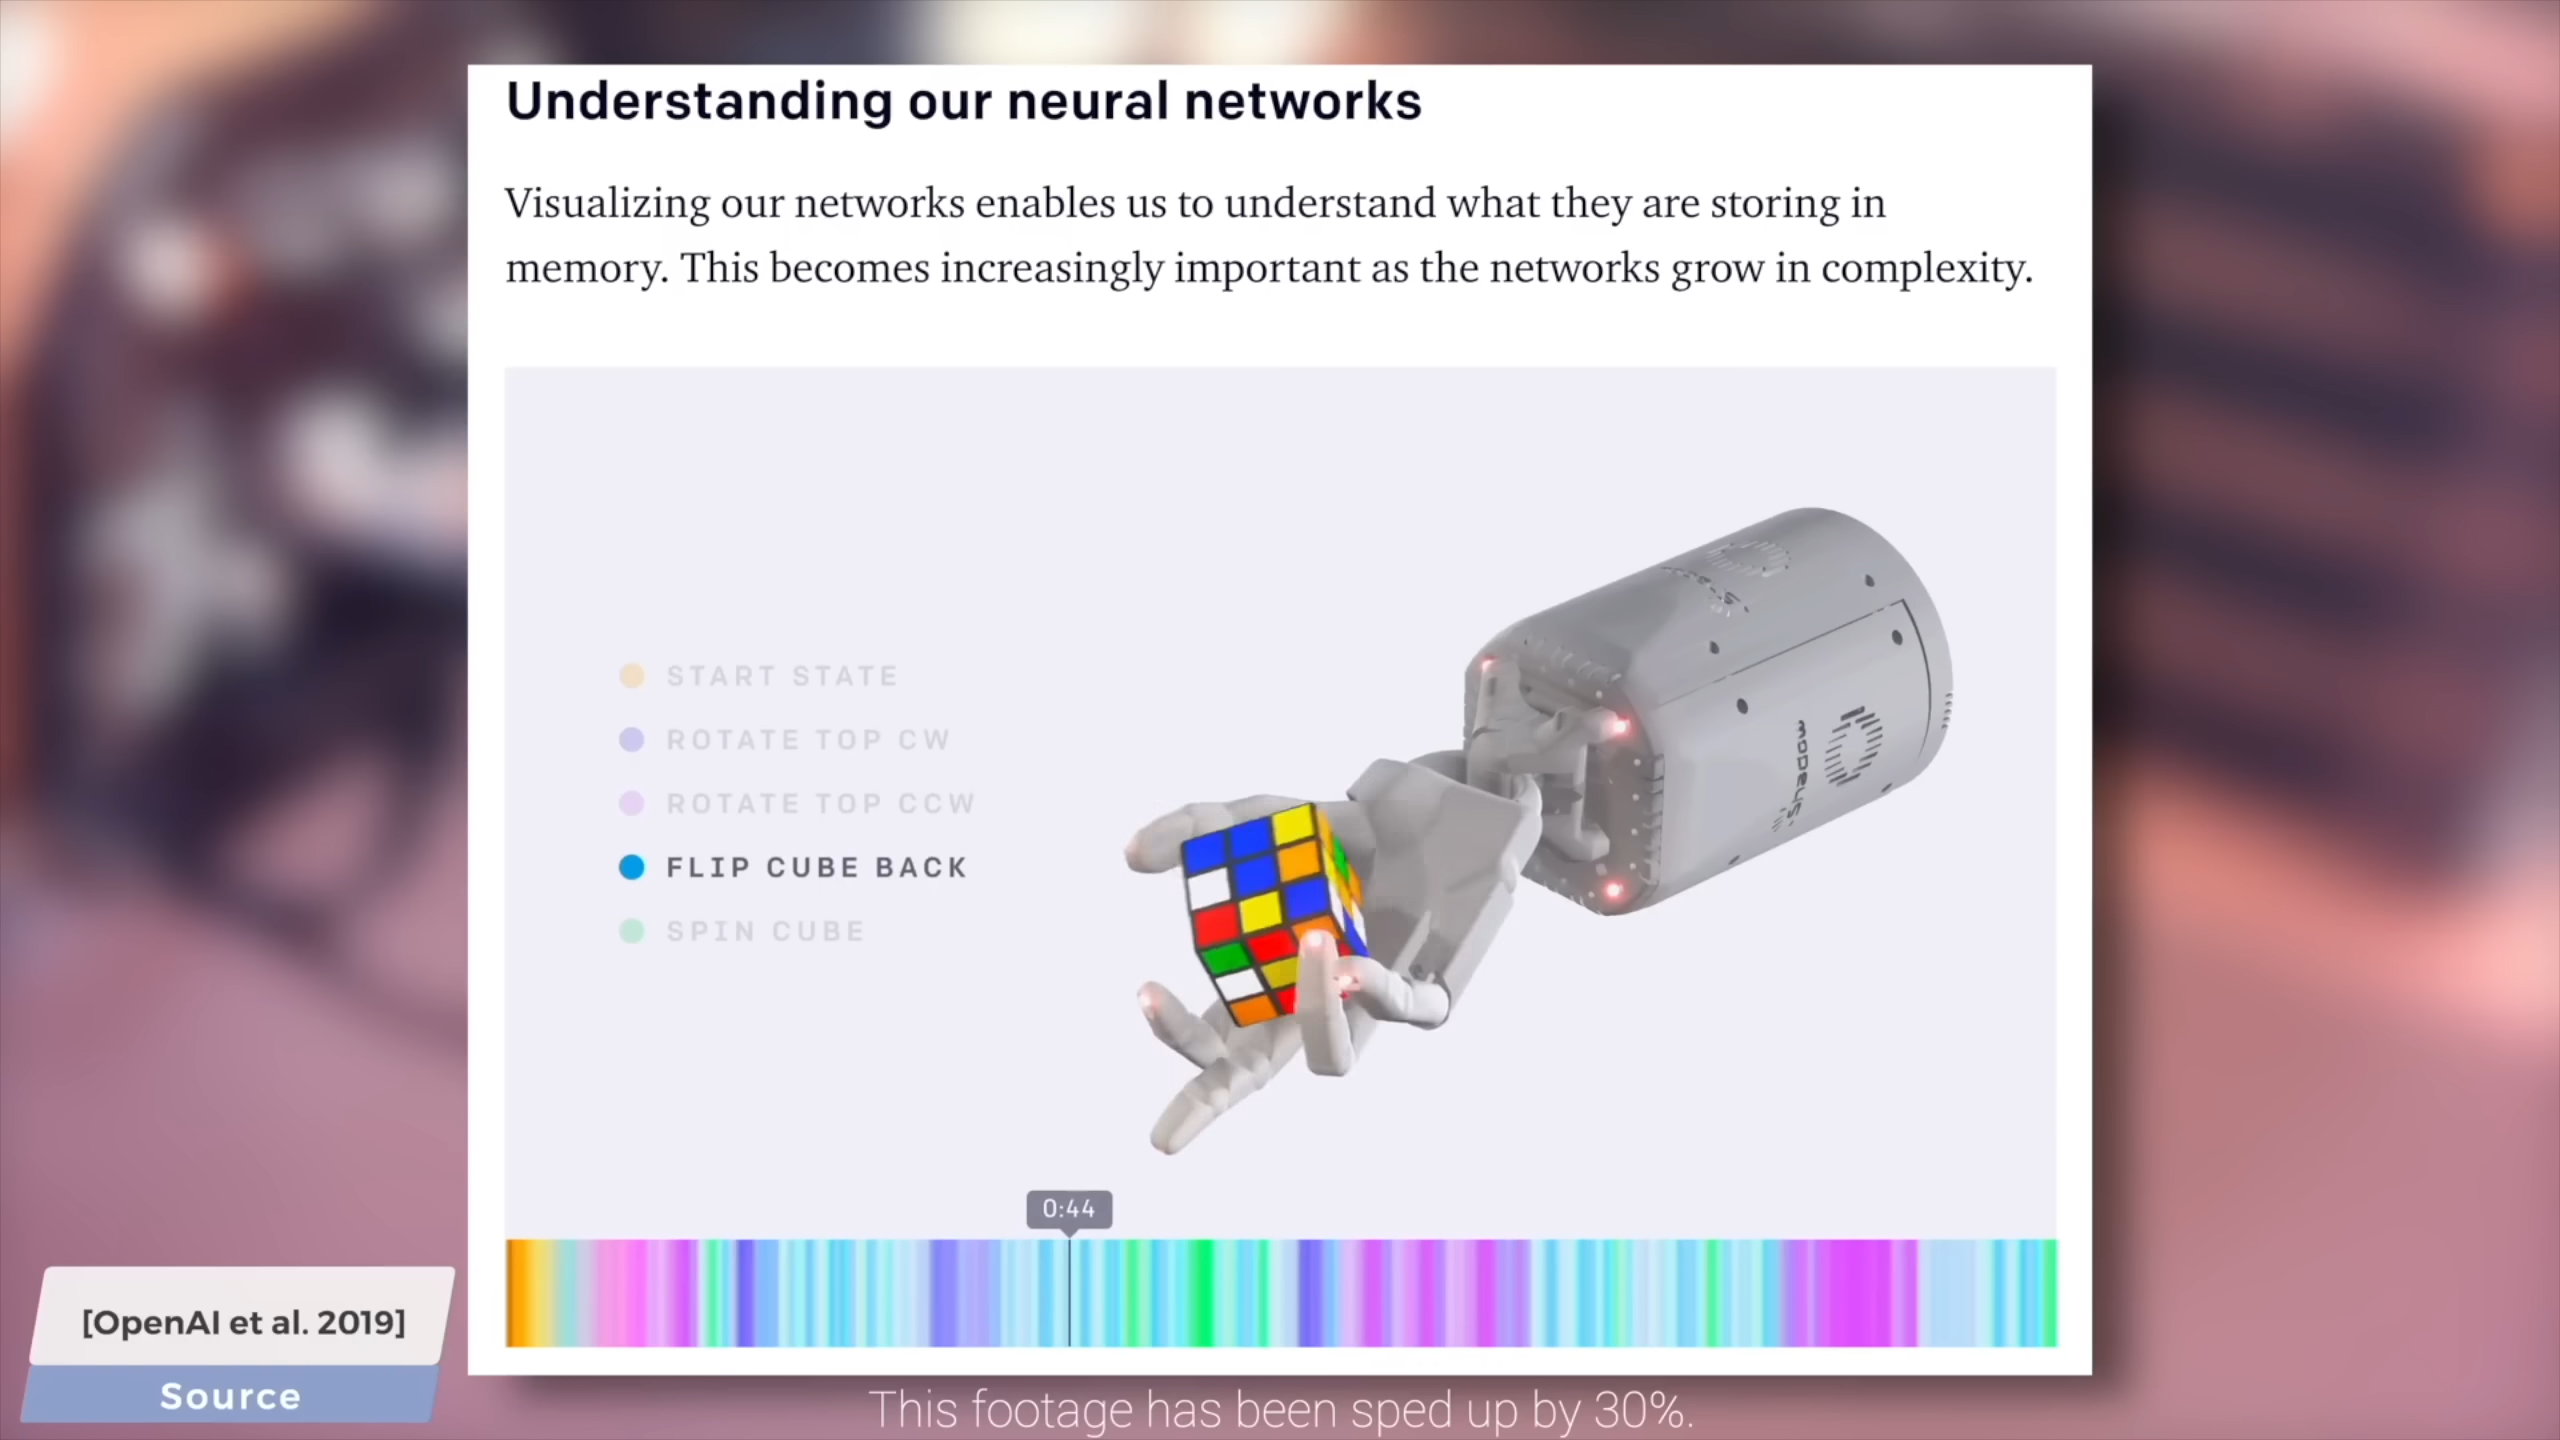 Understanding our neural networks
Visualizing our networks enables us to understand what they are storing in
memory. This becomes increasingly important as the networks grow in complexity.
START STATE
ROTATE TOP CW
ROTATE TOP CCW
FLIP CUBE BACK
SPIN CUBE
Shadow
0:44
[OpenAI et al. 2019]
Source
This footage has been sped up by 30%.